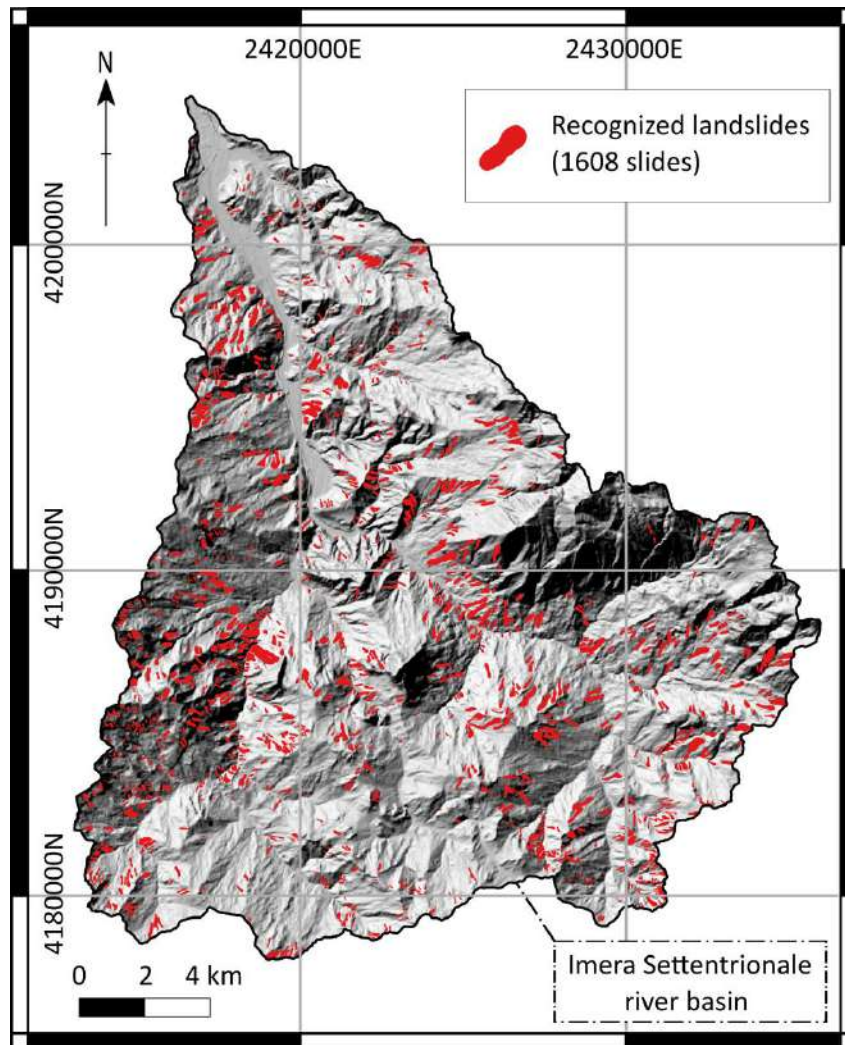 2420000E 2430000E
N
Recognized landslides
(1608 slides)
4200000N
4190000N
4180000N
0 2 4 km
Imera Settentrionale
river basin